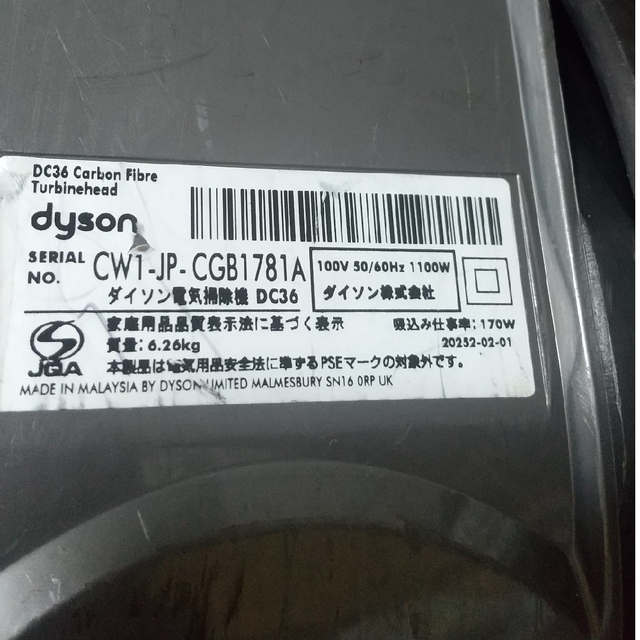 DC36 Carbon Fibre
Turbinehead
dyson
SERIAL NO. CW1-JP-CGB1781A
ダイソン電気掃除機 DC36
100V 50/60Hz 1100W
ダイソン株式会社
家庭用品品質表示法に基づく表示
吸込み仕事率:170W
質量:6.26kg
20252-02-01
JQA
本製品は電気用品安全法に準ずるPSEマークの対象外です。
MADE IN MALAYSIA BY DYSON LIMITED MALMESBURY SN16 0RP UK